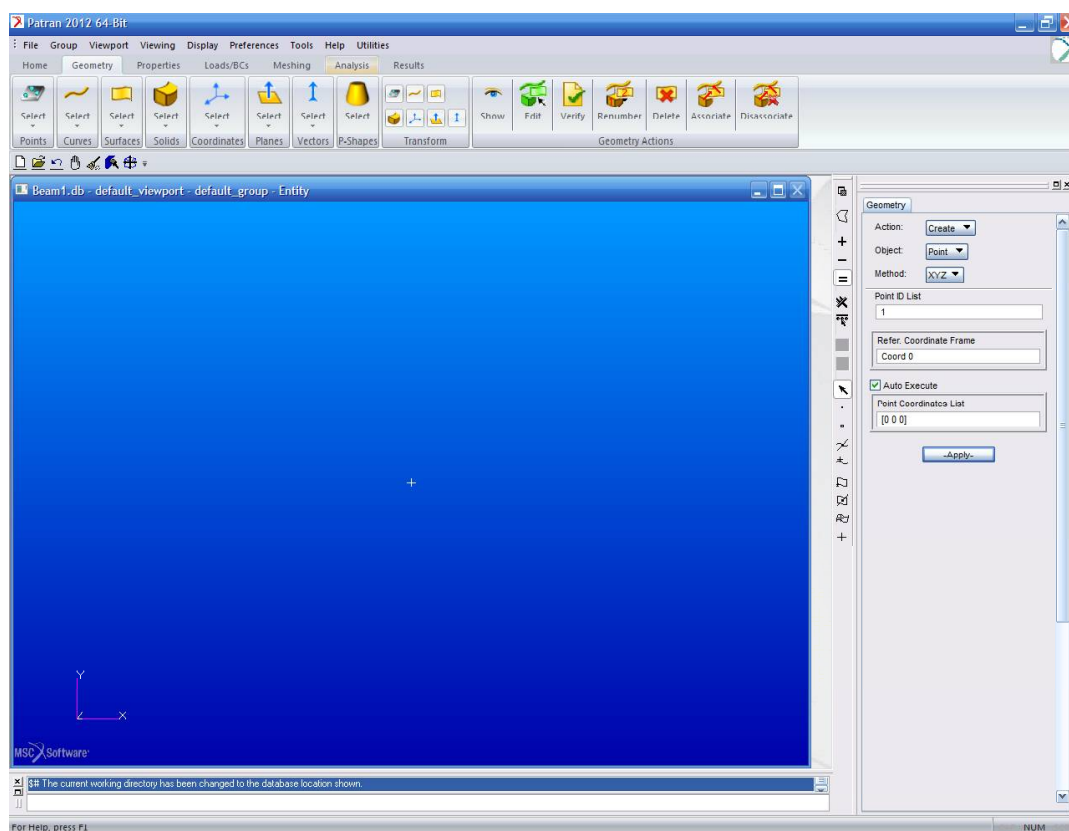 Patran 2012 64-Bit
File Group Viewport Viewing Display Preferences Tools Help Utilities
Home Geometry Properties Loads/BCs Meshing Analysis Results
Select Select Select Select Select Select Select Select Show Edit Verify Renumber Delete Associate Disassociate
Points Curves Surfaces Solids Coordinates Planes Vectors P-Shapes Transform Geometry Actions
Beam1.db - default_viewport - default_group - Entity
Geometry
Action: Create
Object: Point
Method: XYZ
Point ID List
1
Refer. Coordinate Frame
Coord 0
Auto Execute
Point Coordinates List
[0 0 0]
-Apply-
Y
Z X
MSC Software
$# The current working directory has been changed to the database location shown.
For Help, press F1 NUM